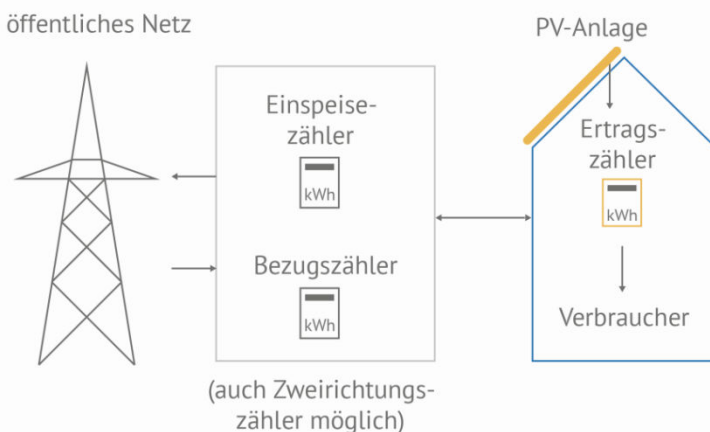 öffentliches Netz
PV-Anlage
Einspeise-
zähler
kWh
Bezugszähler
kWh
(auch Zweirichtungs-
zähler möglich)
Ertrags-
zähler
kWh
Verbraucher